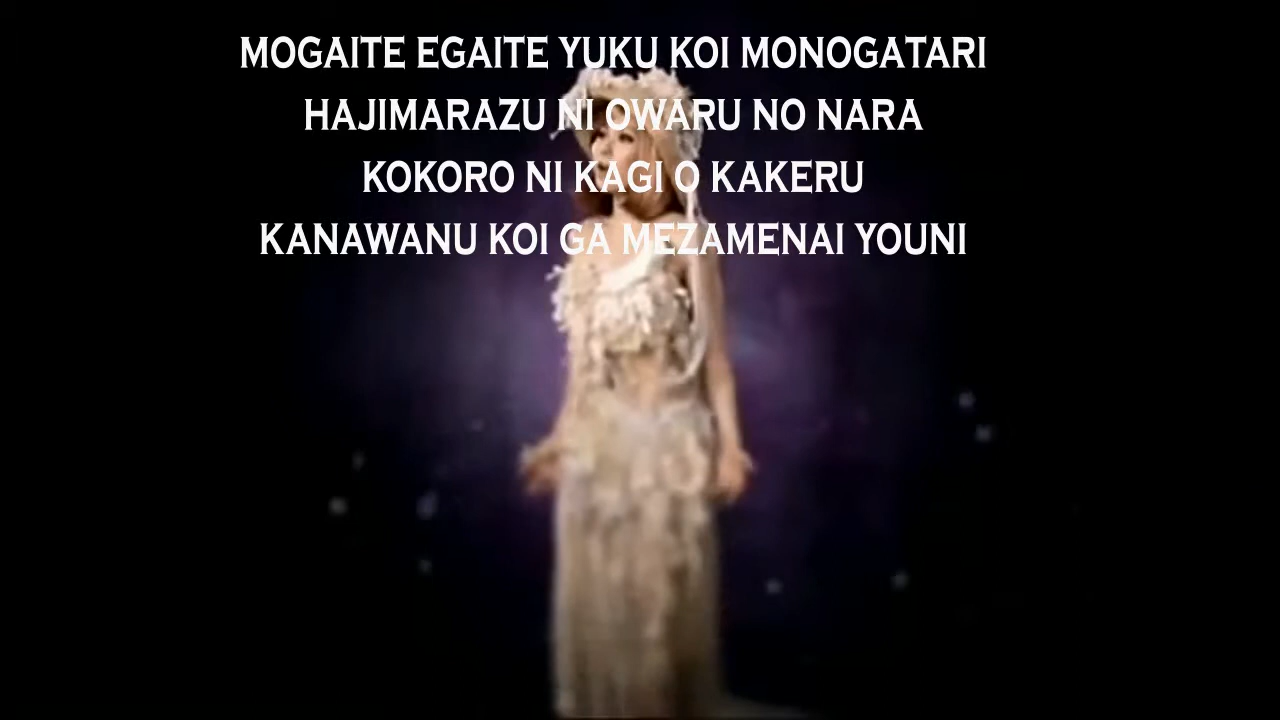 MOGAITE EGAITE YUKU KOI MONOGATARI
HAJIMARAZU NI OWARU NO NARA
KOKORO NI KAGI O KAKERU
KANAWANU KOI GA MEZAMENAI YOUNI